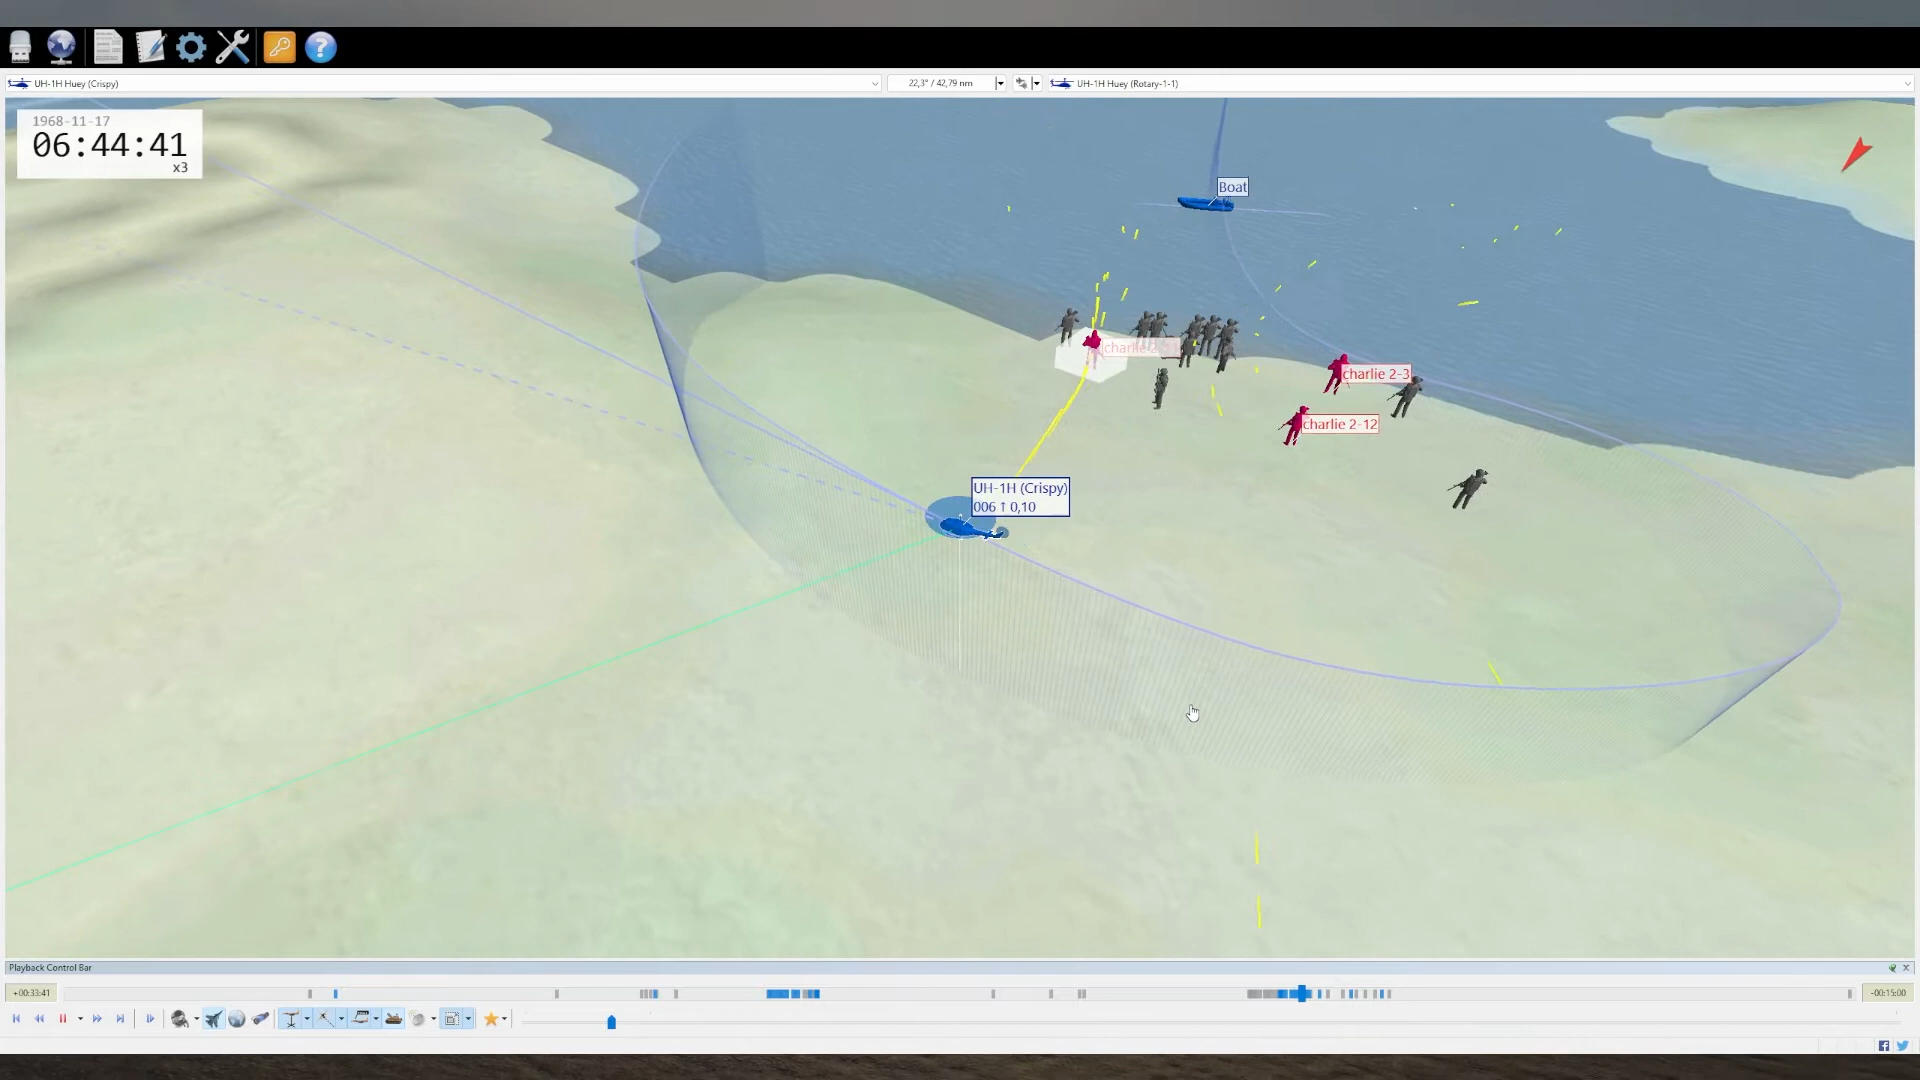 UH-1H Huey (Crispy)
22,3° / 42,79 nm
UH-1H Huey (Rotary-1-1)
1968-11-17
06:44:41
x3
Boat
charlie 2-3
charlie 2-12
UH-1H (Crispy)
006 ↑ 0,10
Playback Control Bar
+00:33:41
-00:15:00